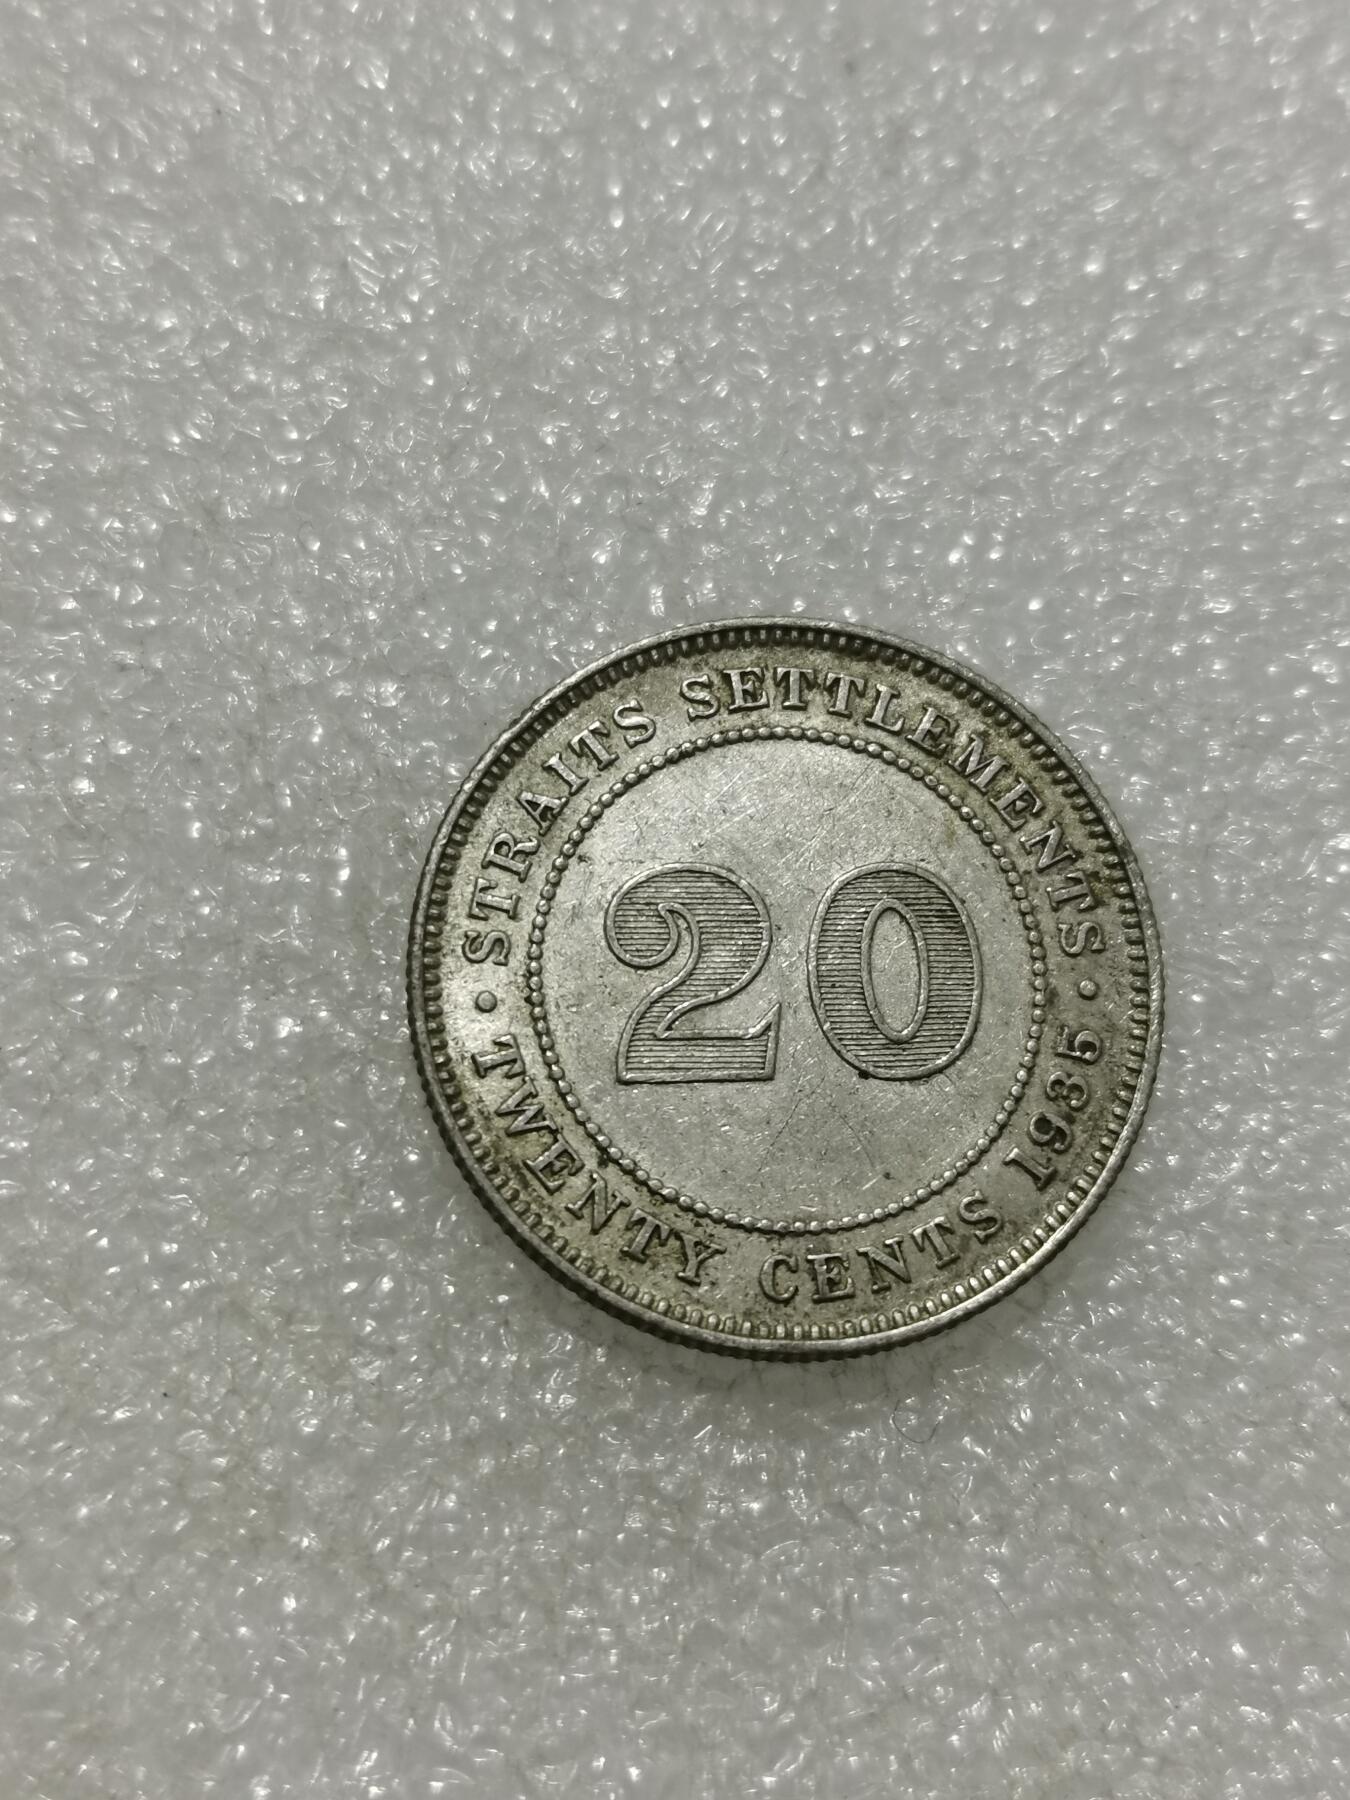 · STRAITS SETTLEMENTS ·
20
TWENTY CENTS 1935